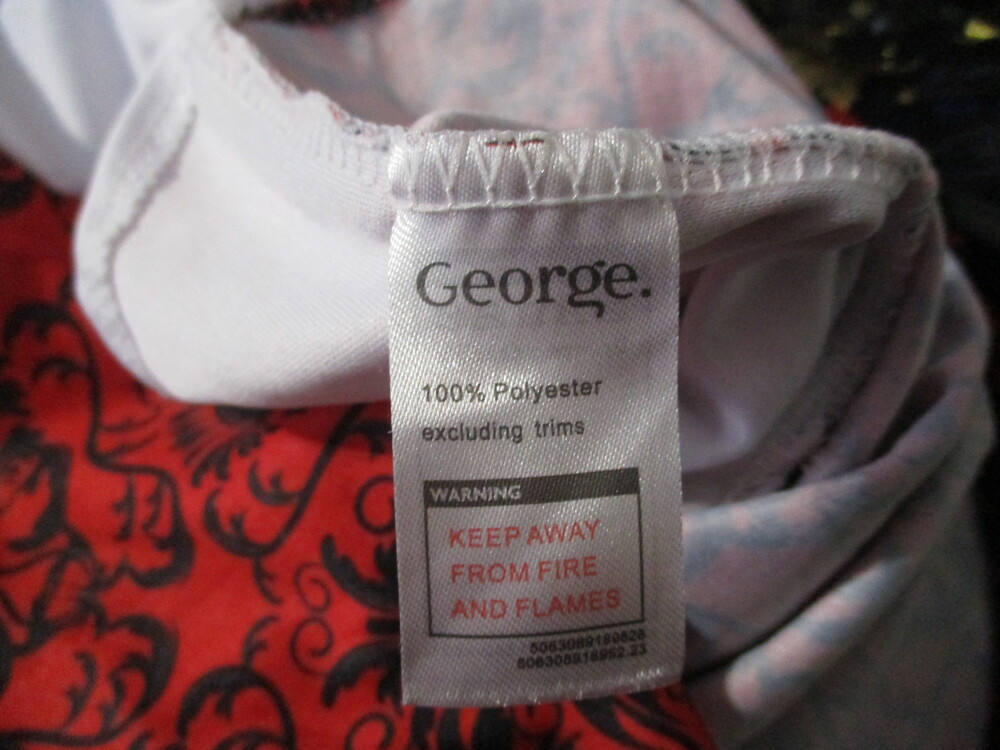 George.
100% Polyester
excluding trims
WARNING
KEEP AWAY
FROM FIRE
AND FLAMES